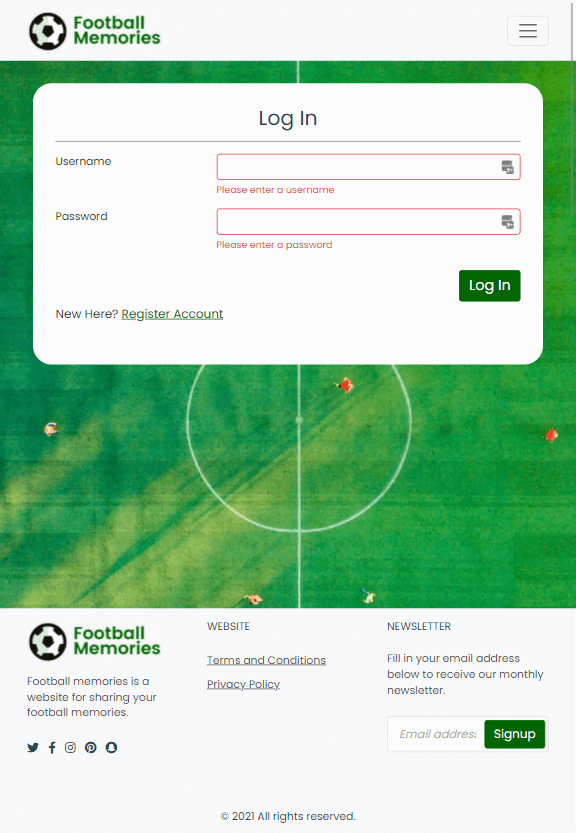 Football
Memories
Log In
Username
Please enter a username
Password
Please enter a password
Log In
New Here? Register Account
Football
Memories
Football memories is a
website for sharing your
football memories.
WEBSITE
Terms and Conditions
Privacy Policy
NEWSLETTER
Fill in your email address
below to receive our monthly
newsletter.
Email address
Signup
© 2021 All rights reserved.